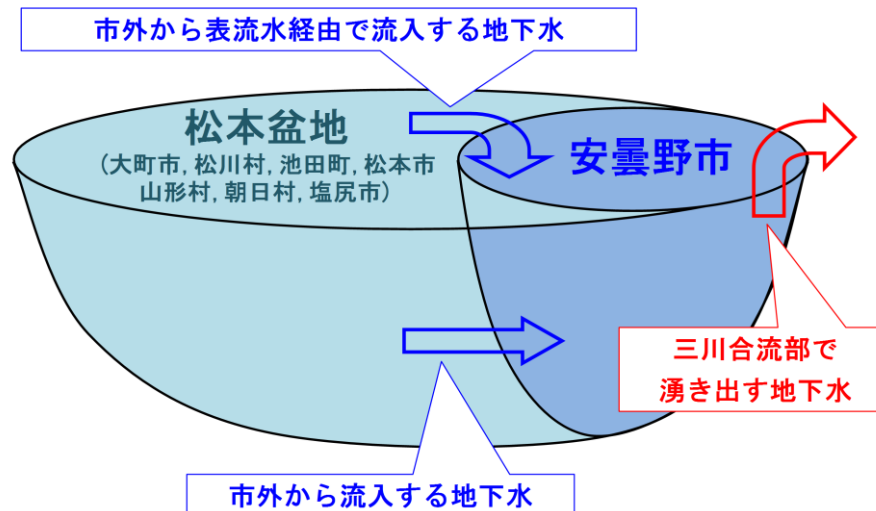 市外から表流水経由で流入する地下水
松本盆地
(大町市, 松川村, 池田町, 松本市
山形村, 朝日村, 塩尻市)
安曇野市
三川合流部で
湧き出す地下水
市外から流入する地下水